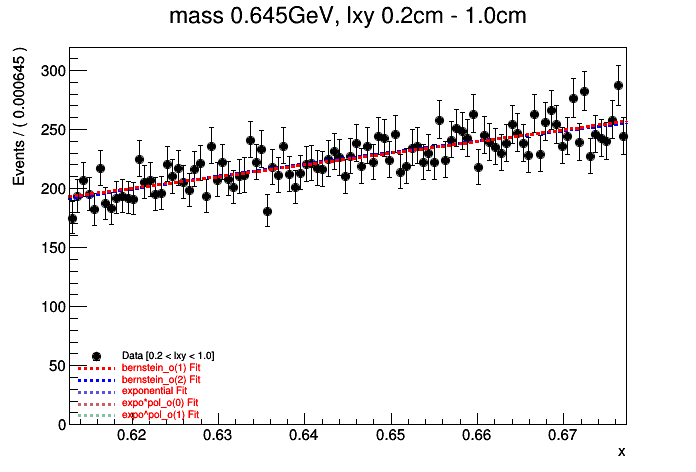 mass 0.645GeV, lxy 0.2cm - 1.0cm
Events / ( 0.000645 )
300
250
200
150
100
50
0
Data [0.2 < lxy < 1.0]
bernstein_o(1) Fit
bernstein_o(2) Fit
exponential Fit
expo*pol_o(0) Fit
expo*pol_o(1) Fit
0.62 0.63 0.64 0.65 0.66 0.67
x